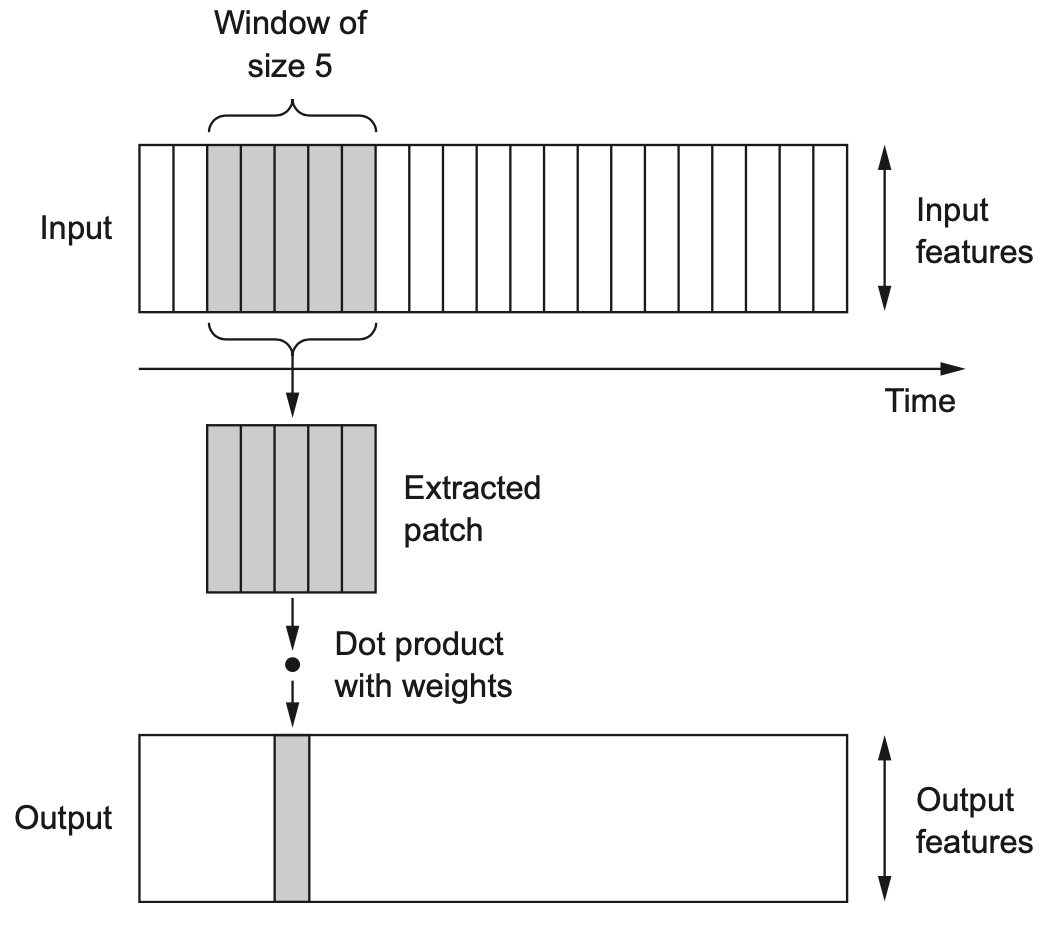 Window of
size 5
Input
Input
features
Time
Extracted
patch
Dot product
with weights
Output
Output
features